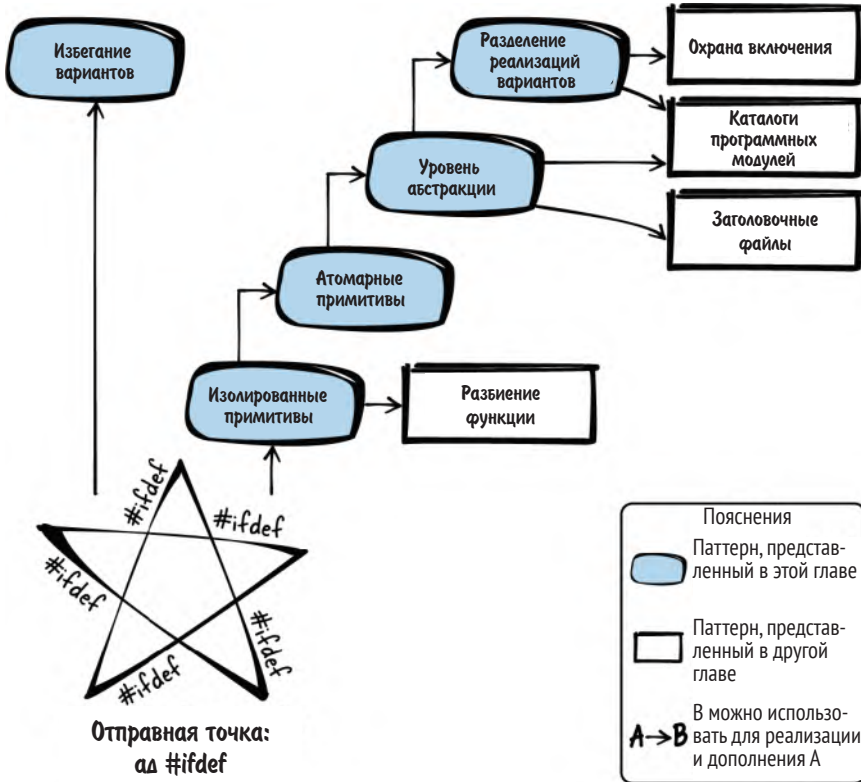 Избегание
вариантов
Разделение
реализаций
вариантов
Охрана включения
Каталоги
программных
модулей
Уровень
абстракции
Заголовочные
файлы
Атомарные
примитивы
Изолированные
примитивы
Разбиение
функции
#ifdef
#ifdef
#ifdef
#ifdef
#ifdef
Отправная точка:
ад #ifdef
Пояснения
Паттерн, представ-
ленный в этой главе
Паттерн, представ-
ленный в другой
главе
A→B
В можно использо-
вать для реализации
и дополнения А